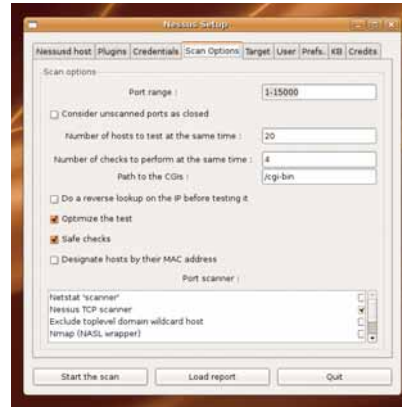 Nessus Setup
Nessusd host Plugins Credentials Scan Options Target User Prefs. KB Credits
Scan options
Port range : 1-15000
Consider unscanned ports as closed
Number of hosts to test at the same time : 20
Number of checks to perform at the same time : 4
Path to the CGIs : /cgi-bin
Do a reverse lookup on the IP before testing it
Optimize the test
Safe checks
Designate hosts by their MAC address
Port scanner :
Netstat 'scanner'
Nessus TCP scanner
Exclude toplevel domain wildcard host
Nmap (NASL wrapper)
Start the scan Load report Quit